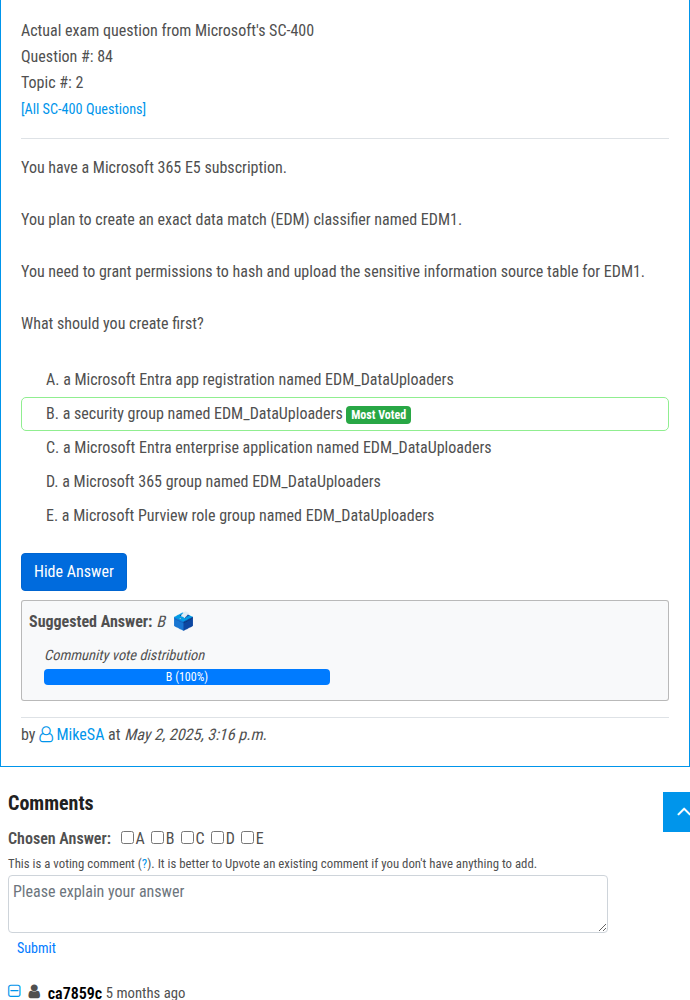 Actual exam question from Microsoft's SC-400
Question #: 84
Topic #: 2
[All SC-400 Questions]
You have a Microsoft 365 E5 subscription.
You plan to create an exact data match (EDM) classifier named EDM1.
You need to grant permissions to hash and upload the sensitive information source table for EDM1.
What should you create first?
A. a Microsoft Entra app registration named EDM_DataUploaders
B. a security group named EDM_DataUploaders Most Voted
C. a Microsoft Entra enterprise application named EDM_DataUploaders
D. a Microsoft 365 group named EDM_DataUploaders
E. a Microsoft Purview role group named EDM_DataUploaders
Hide Answer
Suggested Answer: B
Community vote distribution
B (100%)
by MikeSA at May 2, 2025, 3:16 p.m.
Comments
Chosen Answer: A B C D E
This is a voting comment (?). It is better to Upvote an existing comment if you don't have anything to add.
Please explain your answer
Submit
ca7859c 5 months ago